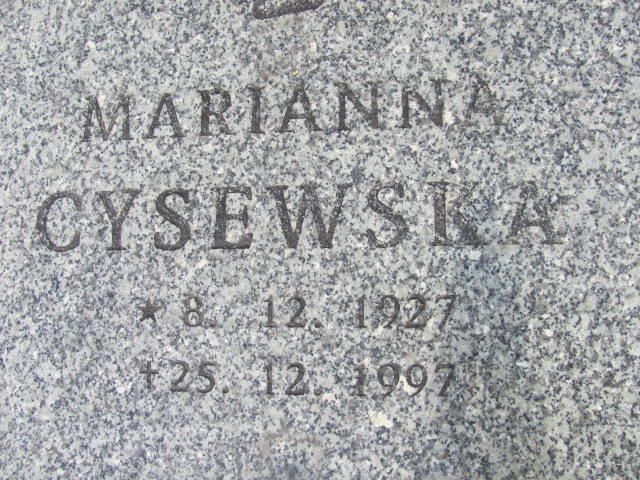 MARIANNA
CYSEWSKA
★ 8. 12. 1927
+ 25. 12. 1997